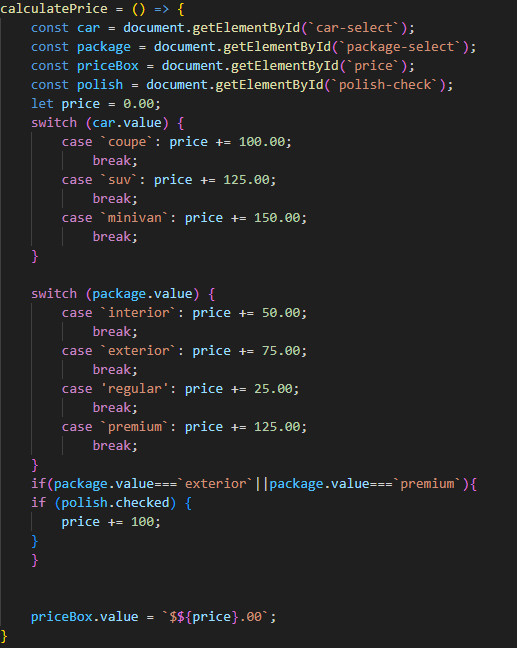 calculatePrice = () => {
    const car = document.getElementById(`car-select`);
    const package = document.getElementById(`package-select`);
    const priceBox = document.getElementById(`price`);
    const polish = document.getElementById(`polish-check`);
    let price = 0.00;
    switch (car.value) {
        case `coupe`: price += 100.00;
            break;
        case `suv`: price += 125.00;
            break;
        case `minivan`: price += 150.00;
            break;
    }

    switch (package.value) {
        case `interior`: price += 50.00;
            break;
        case `exterior`: price += 75.00;
            break;
        case 'regular': price += 25.00;
            break;
        case `premium`: price += 125.00;
            break;
    }
    if(package.value===`exterior`||package.value===`premium`){
    if (polish.checked) {
        price += 100;
    }
    }


    priceBox.value = `$${price}.00`;
}